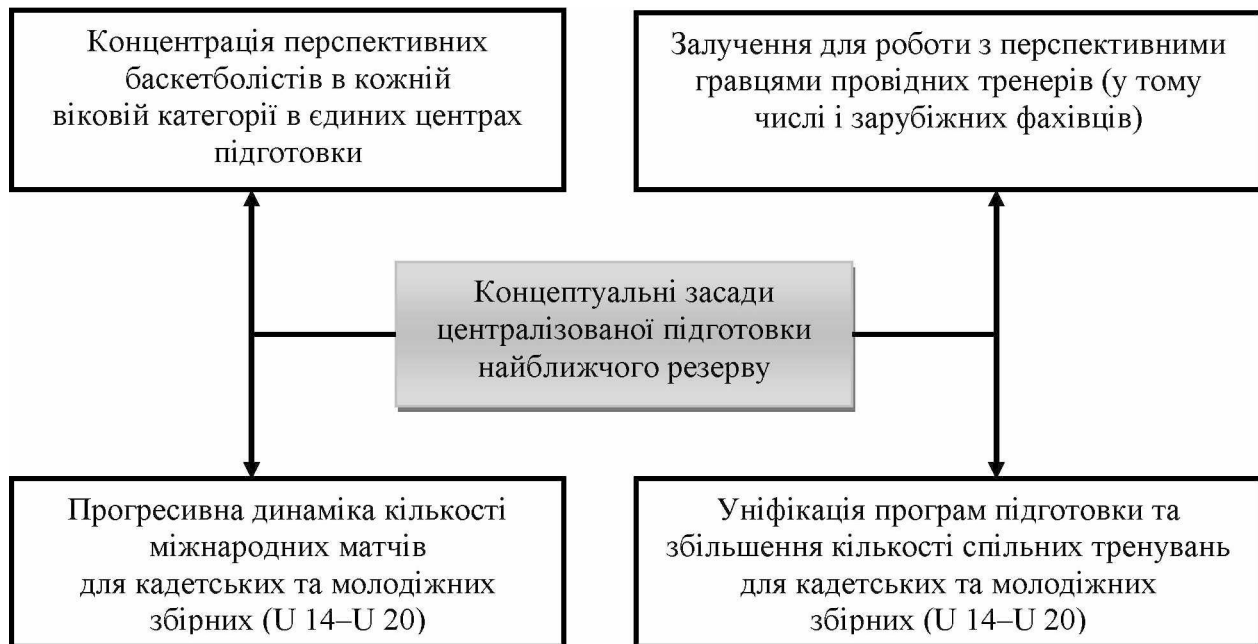 Концентрація перспективних
баскетболістів в кожній
віковій категорії в єдиних центрах
підготовки
Залучення для роботи з перспективними
гравцями провідних тренерів (у тому
числі і зарубіжних фахівців)
Концептуальні засади
централізованої підготовки
найближчого резерву
Прогресивна динаміка кількості
міжнародних матчів
для кадетських та молодіжних
збірних (U 14–U 20)
Уніфікація програм підготовки та
збільшення кількості спільних тренувань
для кадетських та молодіжних
збірних (U 14–U 20)